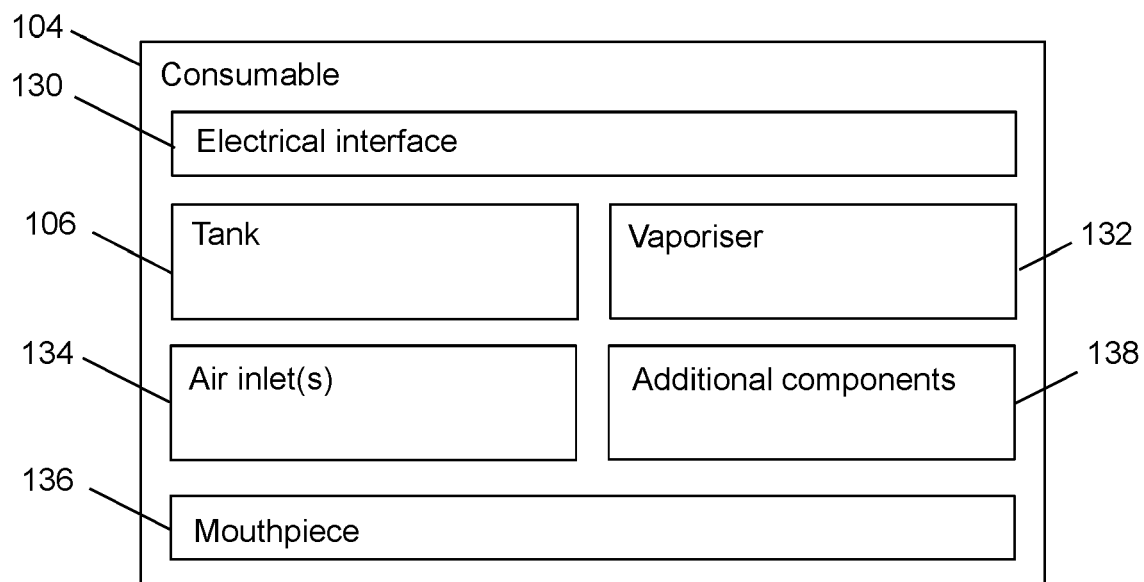 104
Consumable
130
Electrical interface
106
Tank
Vaporiser
132
134
Air inlet(s)
Additional components
138
136
Mouthpiece